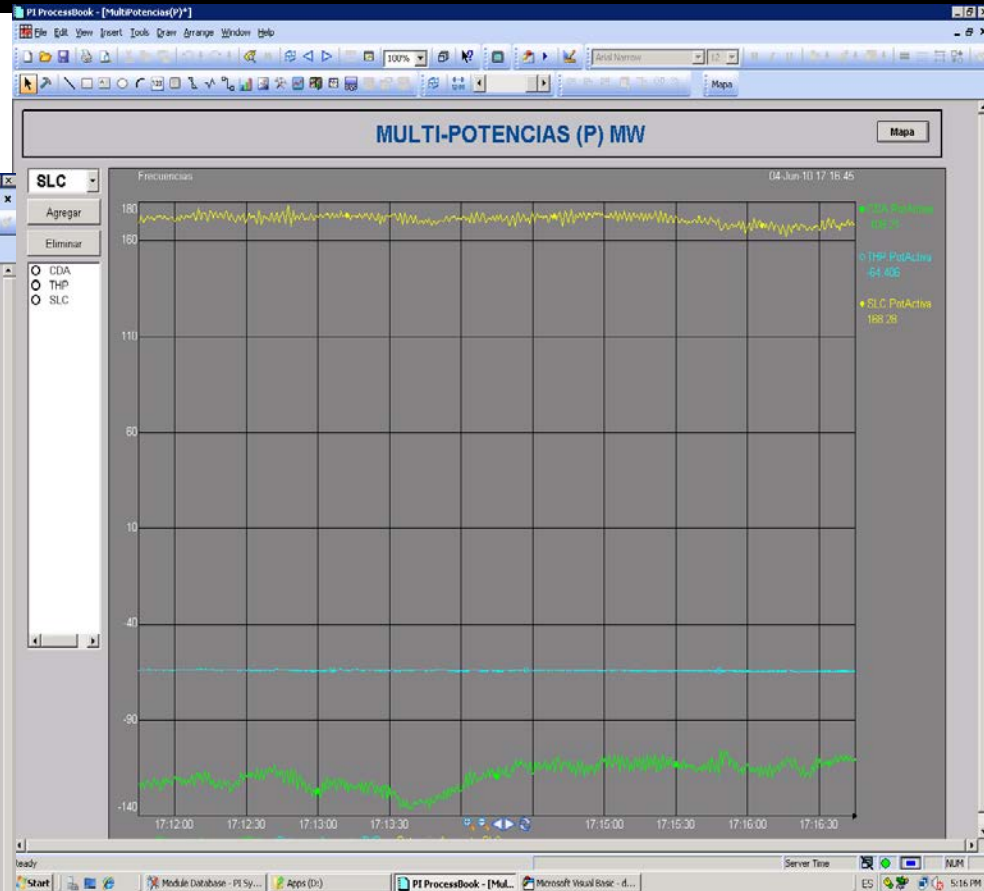 PI ProcessBook - [MultiPotencias(P)*]
File Edit View Insert Tools Draw Arrange Window Help
100% Arial Narrow 12
Mapa
MULTI-POTENCIAS (P) MW
Mapa
SLC
Agregar
Eliminar
CDA
THP
SLC
Frecuencias
04-Jun-10 17 16.45
180
160
110
60
10
-40
-90
-140
CDA PotActiva
THP PotActiva
-64.406
SLC PotActiva
168.28
17:12:00 17:12:30 17:13:00 17:13:30 17:15:00 17:15:30 17:16:00 17:16:30
Server Time NUM
Start Module Database - PI Sy... Apps (D:) PI ProcessBook - [Mul... Microsoft Visual Basic - d... ES 5:16 PM